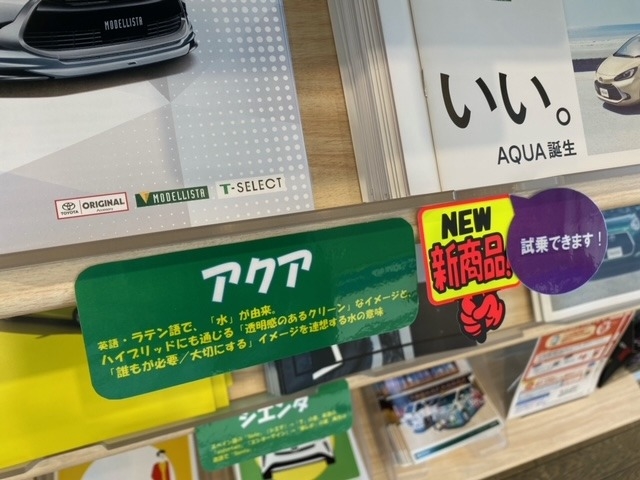 MODELLISTA
いい。
AQUA 誕生
TOYOTA
ORIGINAL
MODELLISTA
T-SELECT
NEW
新商品!
試乗できます!
アクア
英語・ラテン語で、「水」が由来。
ハイブリッドにも通じる「透明感のあるクリーン」なイメージと、
「誰もが必要/大切にする」イメージを連想する水の意味
シエンタ